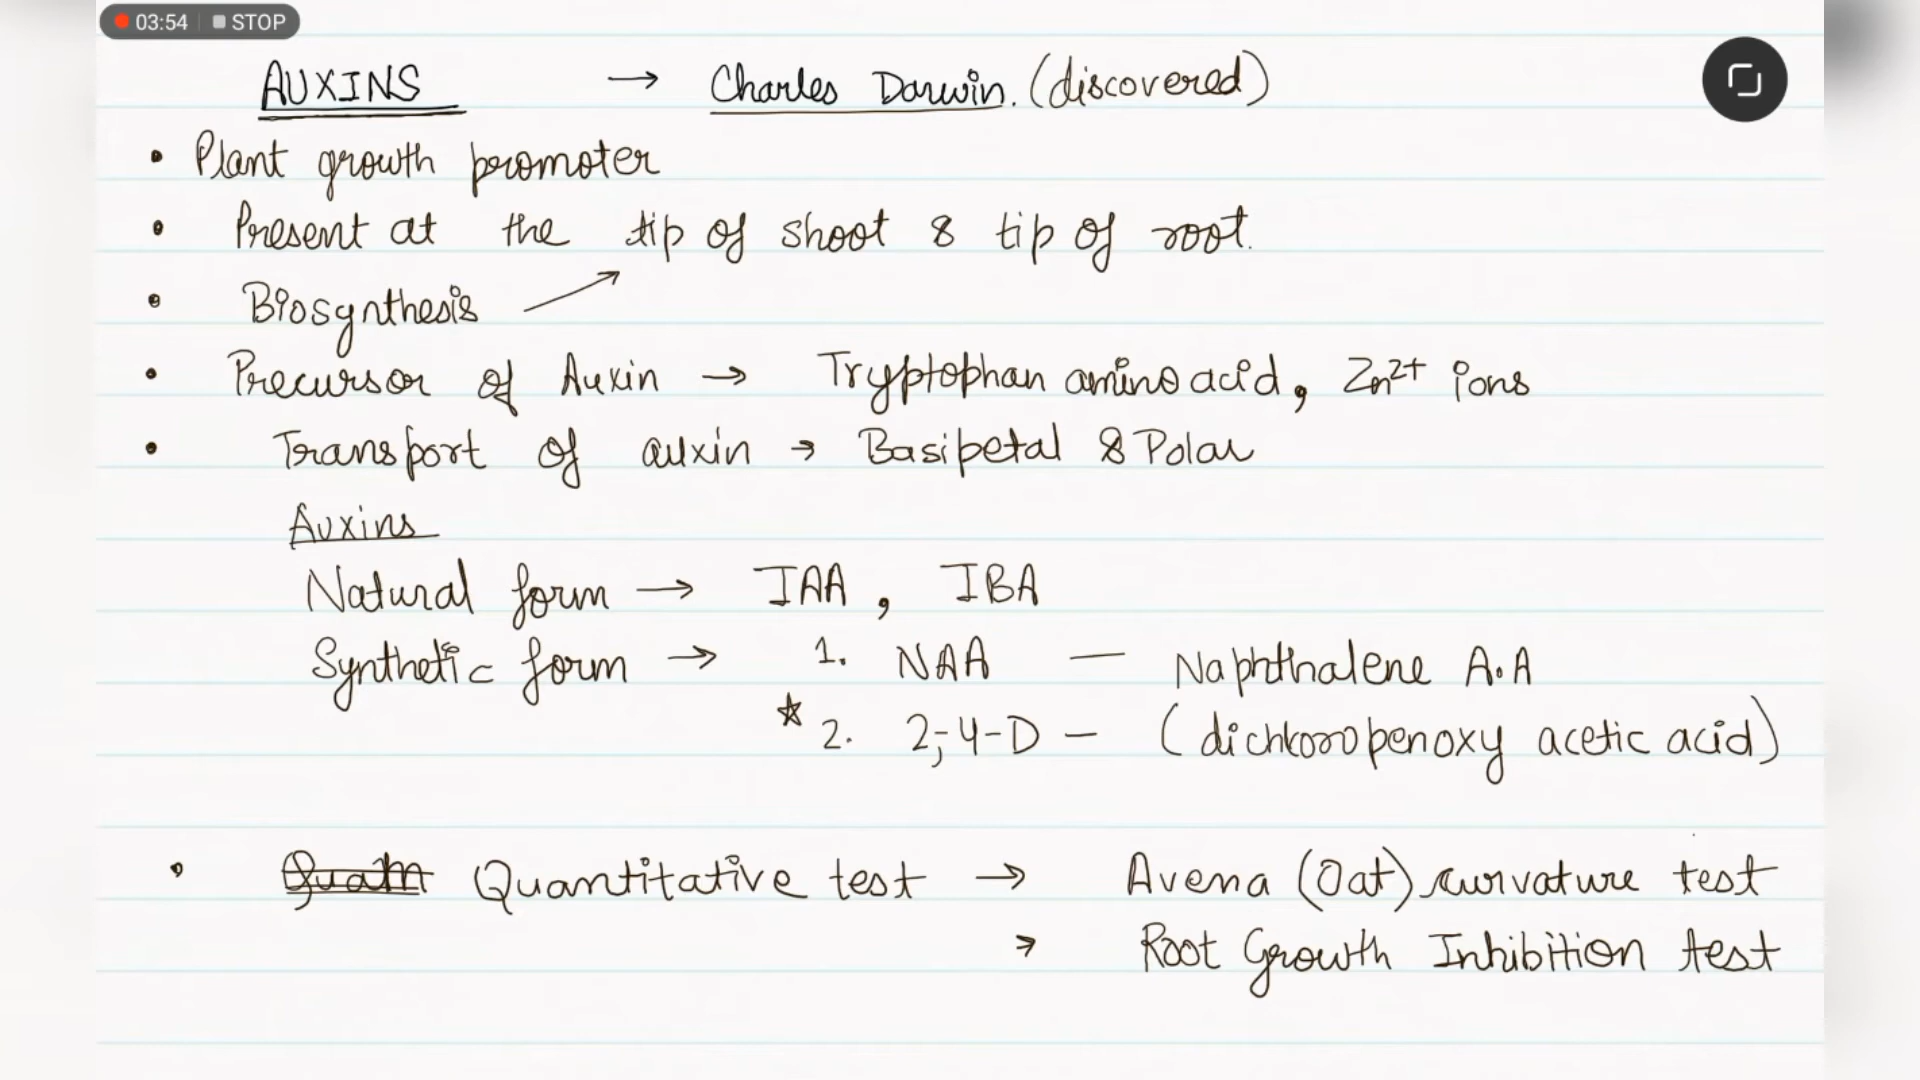 03:54 STOP
AUXINS → Charles Darwin. (discovered)
• Plant growth promoter
• Present at the tip of shoot & tip of root.
• Biosynthesis
• Precursor of Auxin → Tryptophan amino acid, Zn2+ ions
• Transport of auxin → Basipetal & Polar
Auxins
Natural form → IAA, IBA
Synthetic form → 1. NAA — Naphthalene A.A
☆ 2. 2,-4-D — (dichloropenoxy acetic acid)
• Quantitative test → Avena (Oat) curvature test
→ Root Growth Inhibition test